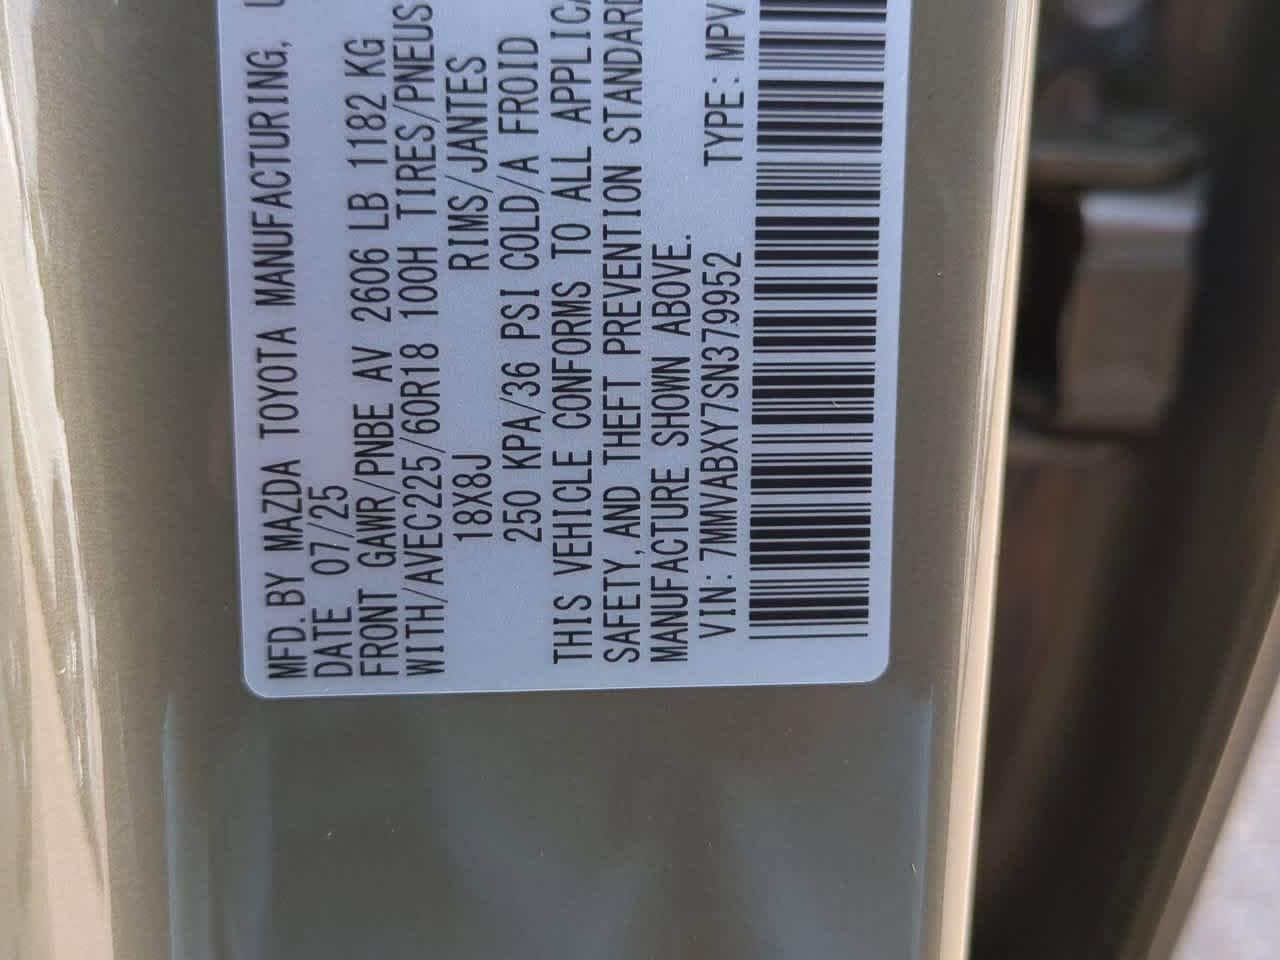 MFD. BY MAZDA TOYOTA MANUFACTURING,
DATE 07/25
FRONT GAWR/PNBE AV 2606 LB 1182 KG
WITH/AVEC225/60R18 100H TIRES/PNEUS
18X8J RIMS/JANTES
250 KPA/36 PSI COLD/A FROID
THIS VEHICLE CONFORMS TO ALL
SAFETY, AND THEFT PREVENTION
MANUFACTURE SHOWN ABOVE.
VIN: 7MMVABXY7SN379952 TYPE: MPV